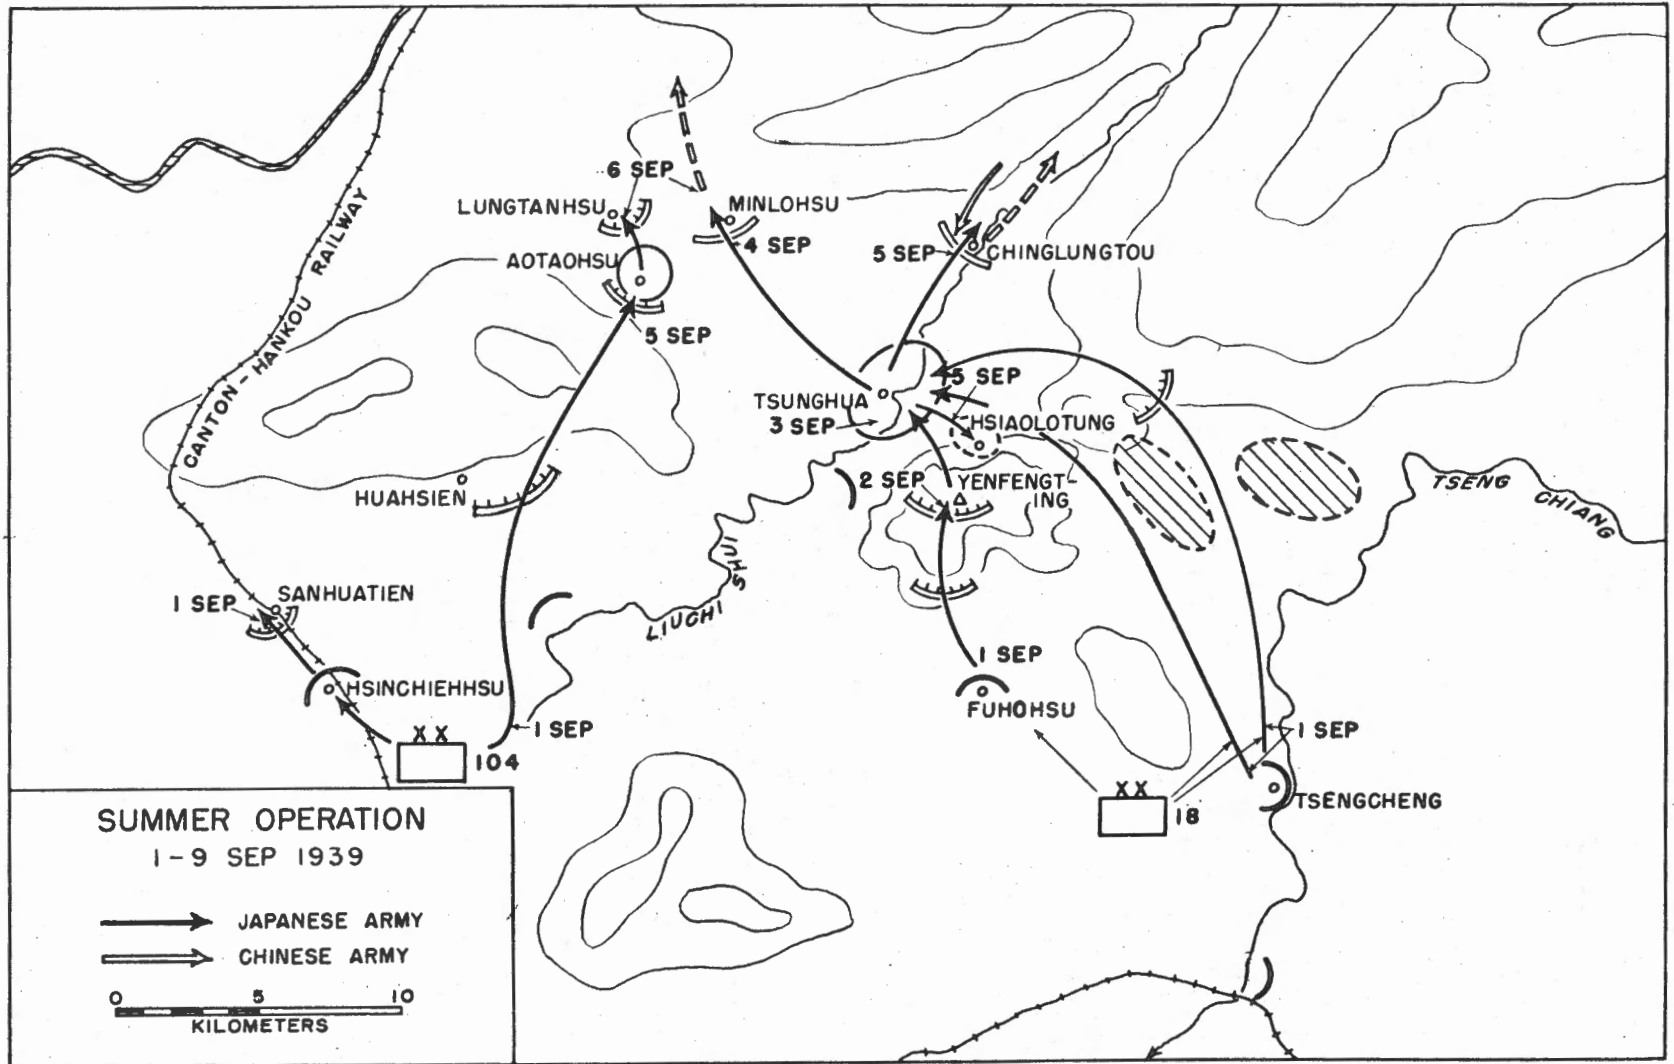 6 SEP
LUNGTANHSU
MINLOHSU
4 SEP
5 SEP
CHINGLUNGTOU
AOTAOHSU
5 SEP
CANTON-HANKOU RAILWAY
5 SEP
TSUNGHUA
3 SEP
HSIAOLOTUNG
HUAHSIEN
2 SEP
YENFENGT-
ING
TSENG CHIANG
SANHUATIEN
1 SEP
LIUCHI SHUI
1 SEP
HSINCHIEHHSU
FUHOHSU
1 SEP
1 SEP
XX
104
XX
18
TSENGCHENG
SUMMER OPERATION
1-9 SEP 1939
JAPANESE ARMY
CHINESE ARMY
0 5 10
KILOMETERS